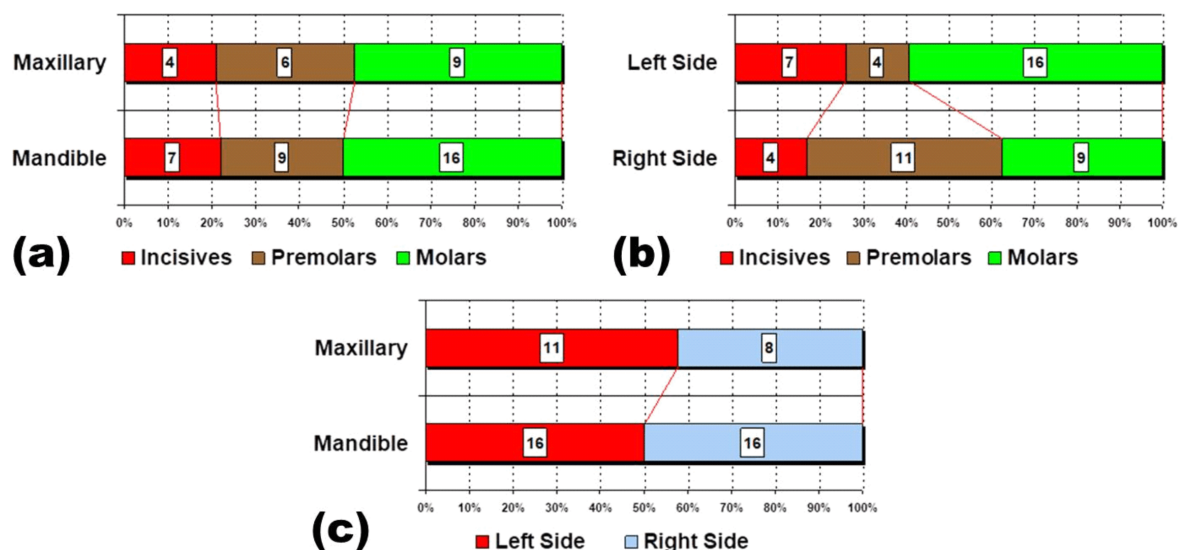 Maxillary 4 6 9
Mandible 7 9 16
0% 10% 20% 30% 40% 50% 60% 70% 80% 90% 100%
(a) Incisives Premolars Molars
Left Side 7 4 16
Right Side 4 11 9
0% 10% 20% 30% 40% 50% 60% 70% 80% 90% 100%
(b) Incisives Premolars Molars
Maxillary 11 8
Mandible 16 16
0% 10% 20% 30% 40% 50% 60% 70% 80% 90% 100%
(c) Left Side Right Side